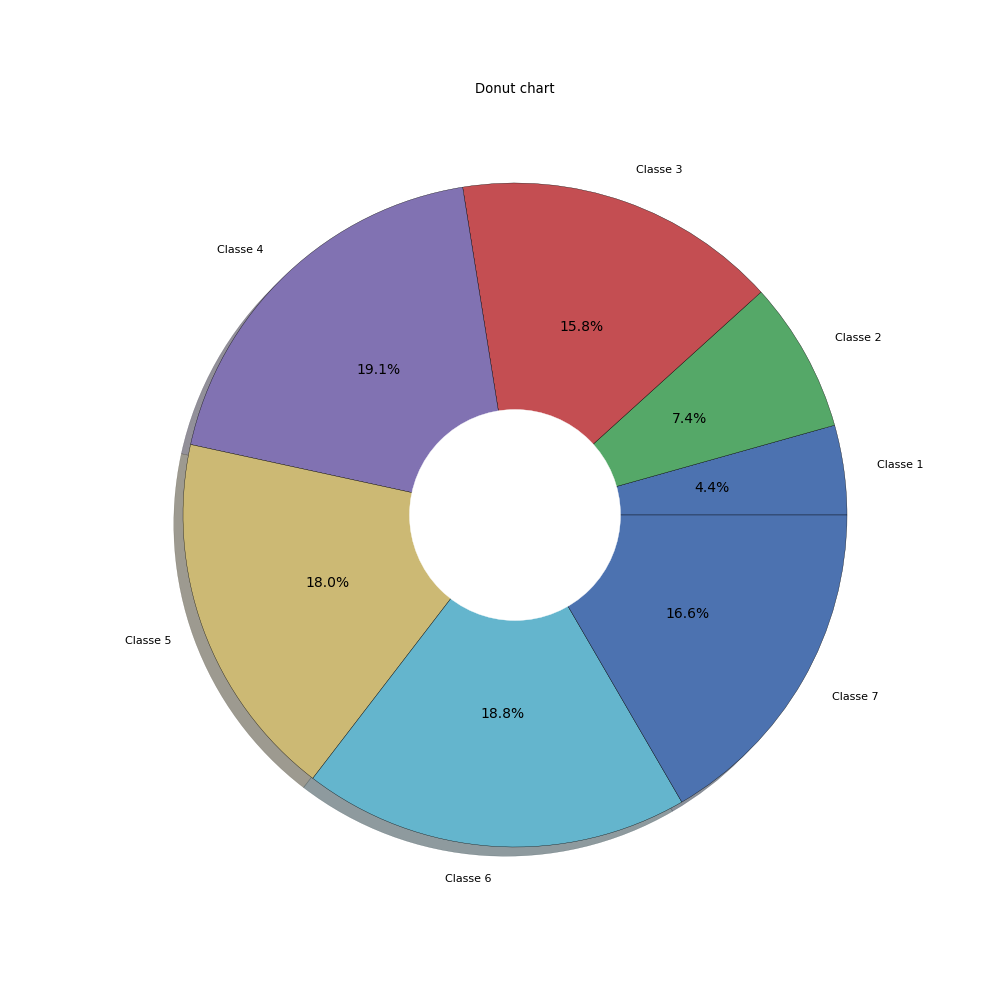 Donut chart
Classe 3
Classe 4
15.8%
Classe 2
19.1%
7.4%
Classe 1
4.4%
18.0%
16.6%
Classe 5
Classe 7
18.8%
Classe 6